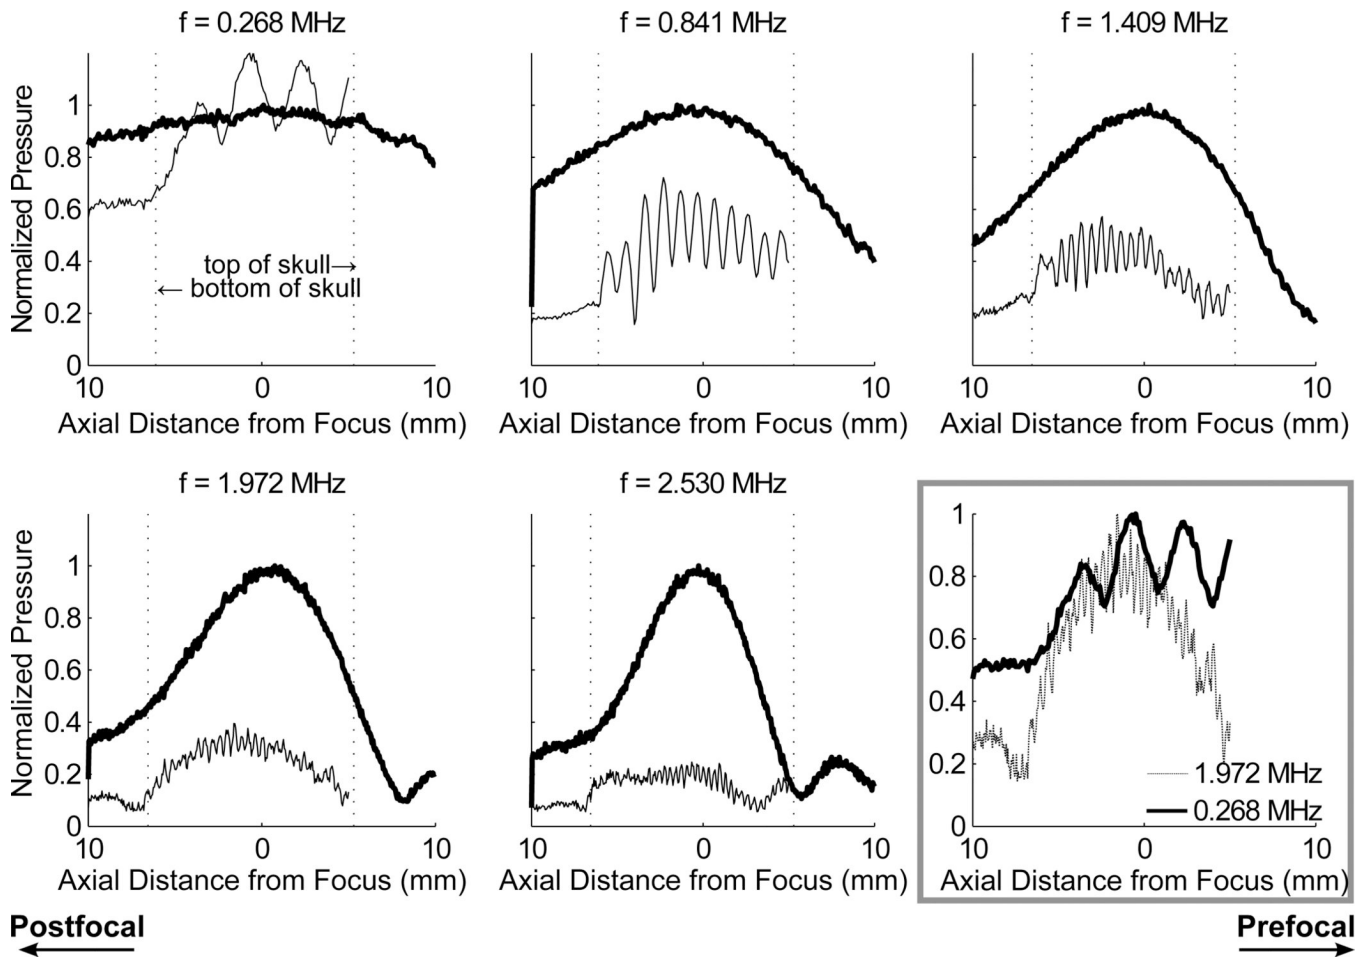 f = 0.268 MHz
f = 0.841 MHz
f = 1.409 MHz
Normalized Pressure
1
0.8
0.6
0.4
0.2
0
top of skull→
← bottom of skull
10 0 10
10 0 10
10 0 10
Axial Distance from Focus (mm)
Axial Distance from Focus (mm)
Axial Distance from Focus (mm)
f = 1.972 MHz
f = 2.530 MHz
Normalized Pressure
1
0.8
0.6
0.4
0.2
0
1
0.8
0.6
0.4
0.2
0
1.972 MHz
0.268 MHz
10 0 10
10 0 10
10 0 10
Axial Distance from Focus (mm)
Axial Distance from Focus (mm)
Axial Distance from Focus (mm)
Postfocal
Prefocal